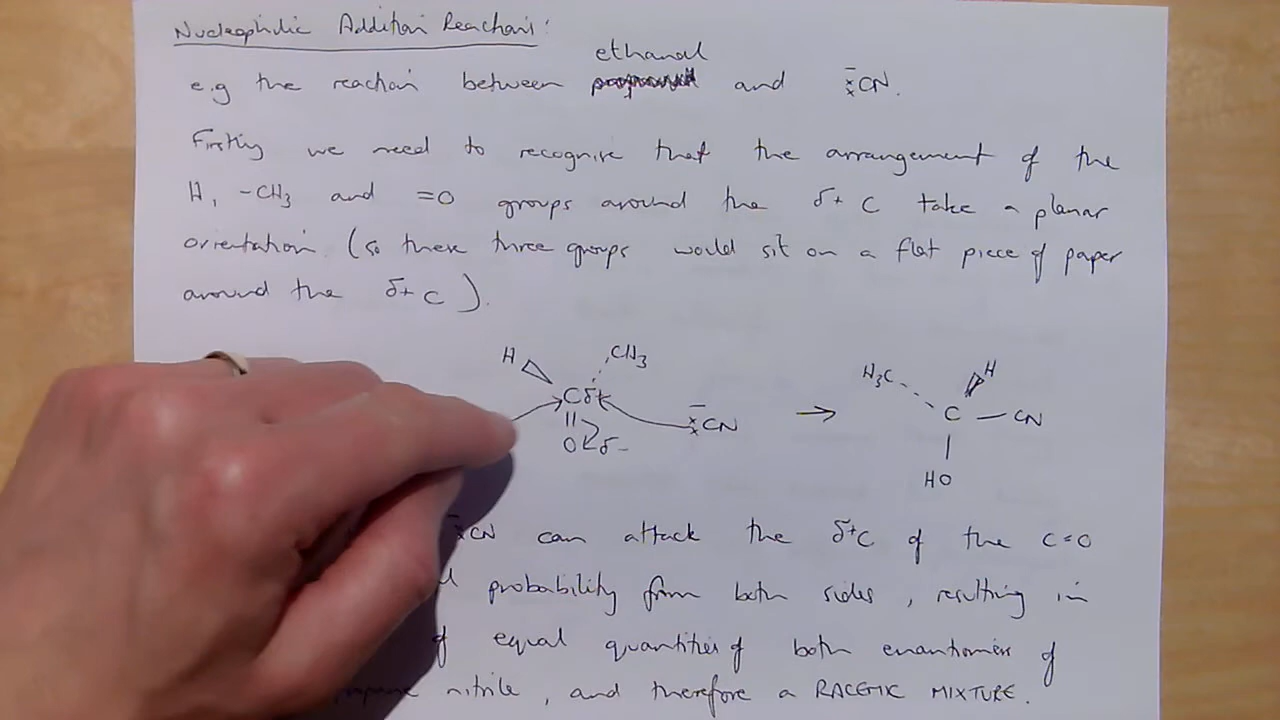 Nucleophilic Addition Reactions:
ethanal
e.g the reaction between and :CN⁻.
Firstly we need to recognise that the arrangement of the
H, -CH3 and =O groups around the δ+ C take a planar
orientation (so these three groups would sit on a flat piece of paper
around the δ+ C).
H CH3 H3C H
Cδ+ :CN⁻ → C - CN
O δ-
HO
:CN⁻ can attack the δ+C of the C=O
probability from both sides, resulting in
of equal quantities of both enantiomers of
nitrile, and therefore a RACEMIC MIXTURE.